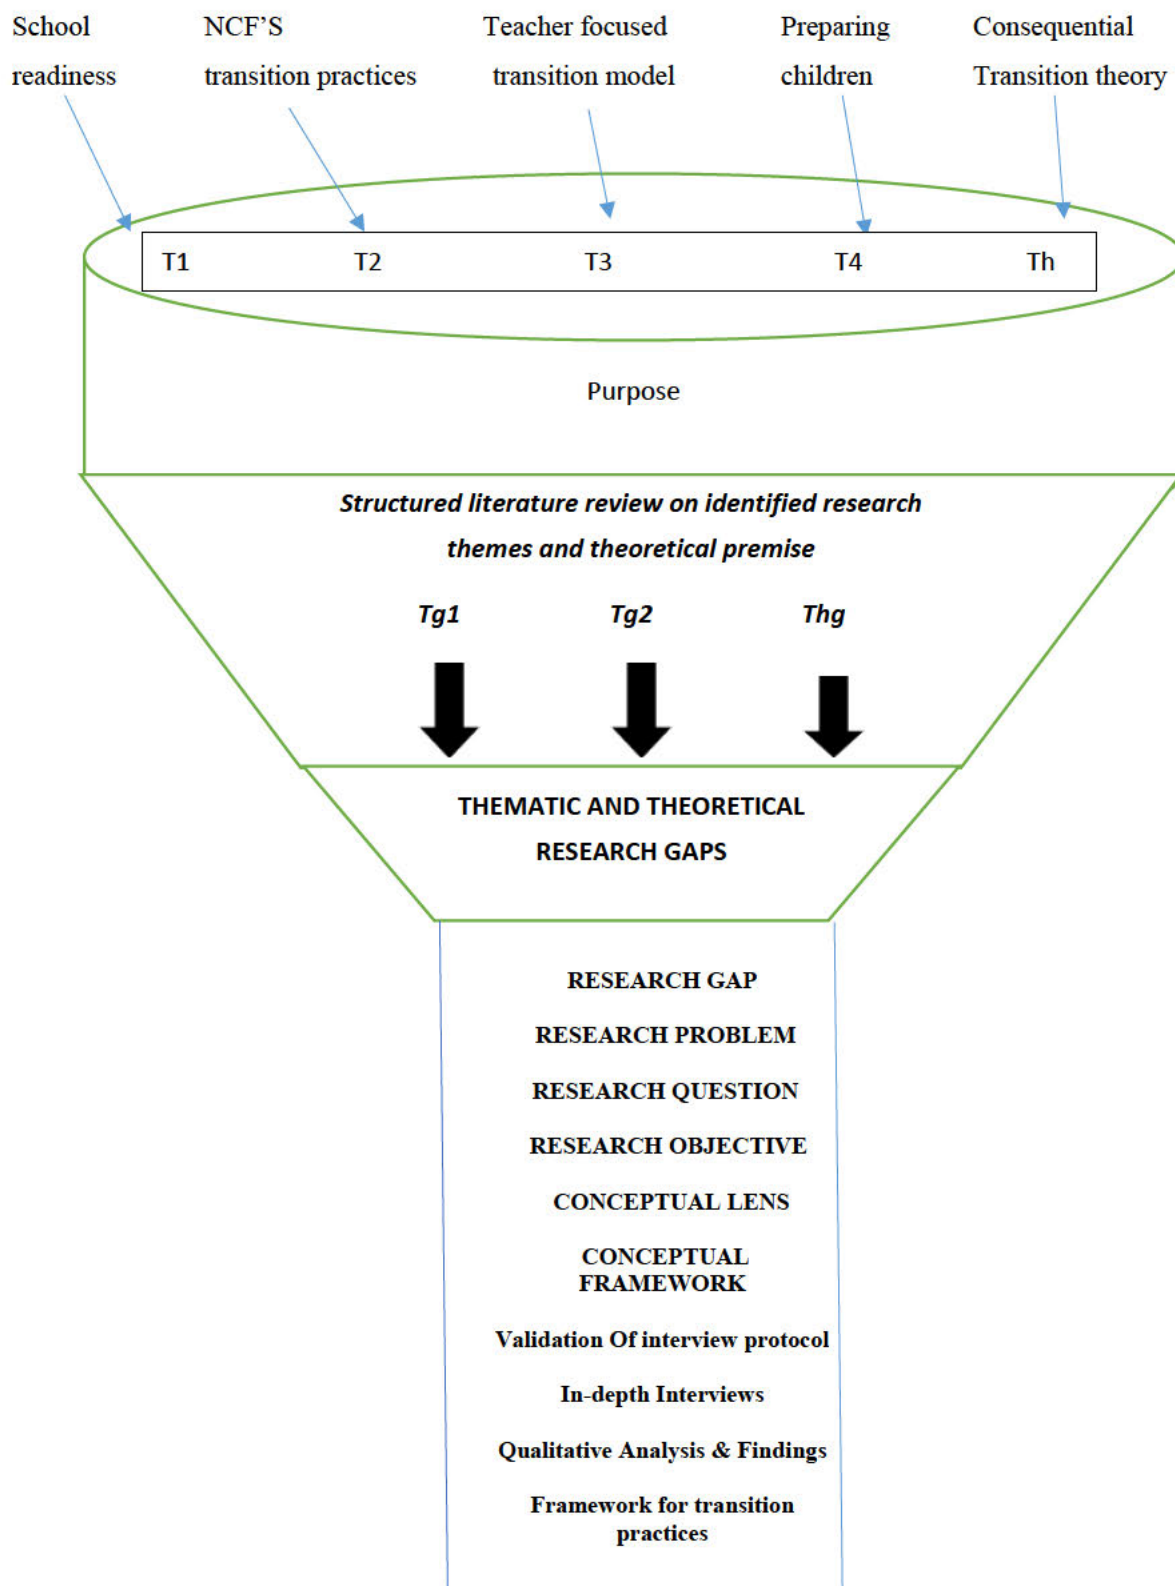 School
readiness
NCF’S
transition practices
Teacher focused
transition model
Preparing
children
Consequential
Transition theory
T1 T2 T3 T4 Th
Purpose
Structured literature review on identified research
themes and theoretical premise
Tg1 Tg2 Thg
THEMATIC AND THEORETICAL
RESEARCH GAPS
RESEARCH GAP
RESEARCH PROBLEM
RESEARCH QUESTION
RESEARCH OBJECTIVE
CONCEPTUAL LENS
CONCEPTUAL
FRAMEWORK
Validation Of interview protocol
In-depth Interviews
Qualitative Analysis & Findings
Framework for transition
practices